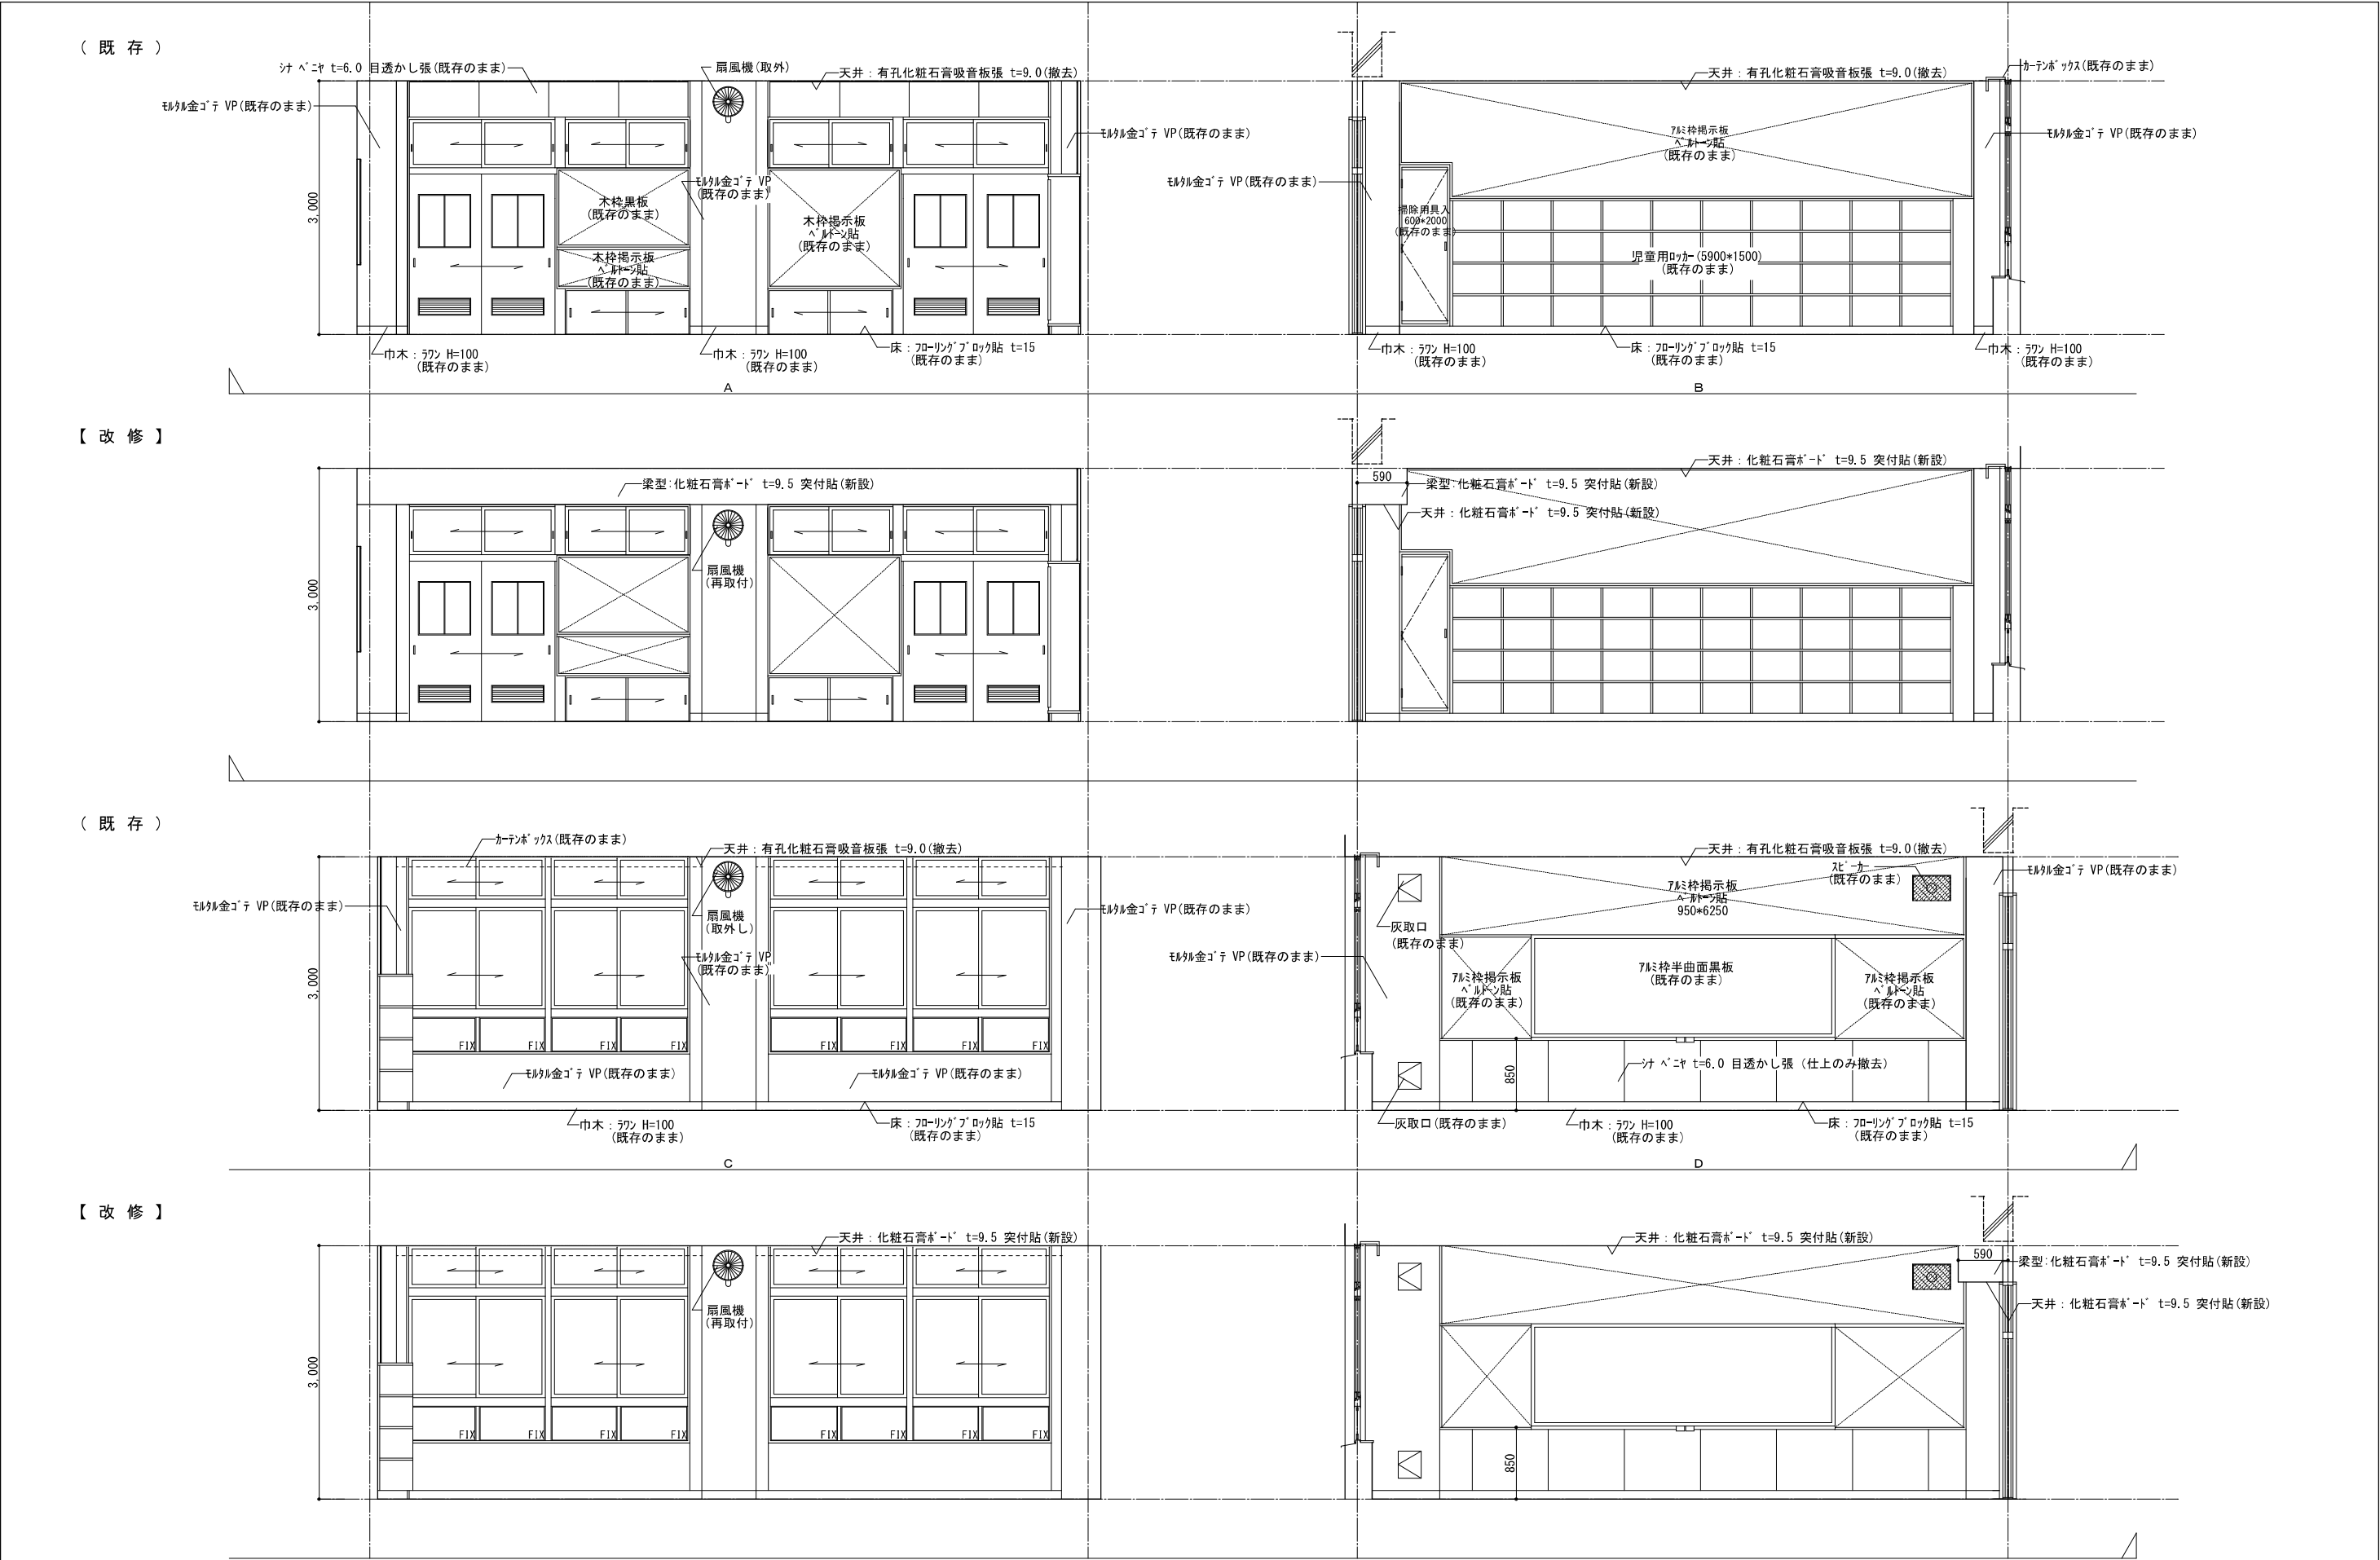 ( 既 存 )
ｼﾅ ﾍﾞﾆﾔ t=6.0 目透かし張(既存のまま)
扇風機(取外)
天井：有孔化粧石膏吸音板張 t=9.0(撤去)
ﾓﾙﾀﾙ金ｺﾞﾃ VP(既存のまま)
ﾓﾙﾀﾙ金ｺﾞﾃ VP(既存のまま)
ﾓﾙﾀﾙ金ｺﾞﾃ VP
(既存のまま)
木枠黒板
(既存のまま)
木枠掲示板
ﾍﾞﾙﾄｰﾝ貼
(既存のまま)
木枠掲示板
ﾍﾞﾙﾄｰﾝ貼
(既存のまま)
3,000
巾木：ﾗﾜﾝ H=100
(既存のまま)
巾木：ﾗﾜﾝ H=100
(既存のまま)
床：ﾌﾛｰﾘﾝｸﾞﾌﾞﾛｯｸ貼 t=15
(既存のまま)
A
天井：有孔化粧石膏吸音板張 t=9.0(撤去)
ｶｰﾃﾝﾎﾞｯｸｽ(既存のまま)
ｱﾙﾐ枠掲示板
ﾍﾞﾙﾄｰﾝ貼
(既存のまま)
ﾓﾙﾀﾙ金ｺﾞﾃ VP(既存のまま)
ﾓﾙﾀﾙ金ｺﾞﾃ VP(既存のまま)
掃除用具入
600*2000
(既存のまま)
児童用ﾛｯｶｰ(5900*1500)
(既存のまま)
巾木：ﾗﾜﾝ H=100
(既存のまま)
床：ﾌﾛｰﾘﾝｸﾞﾌﾞﾛｯｸ貼 t=15
(既存のまま)
巾木：ﾗﾜﾝ H=100
(既存のまま)
B
【 改 修 】
梁型:化粧石膏ﾎﾞｰﾄﾞ t=9.5 突付貼(新設)
扇風機
(再取付)
3,000
天井：化粧石膏ﾎﾞｰﾄﾞ t=9.5 突付貼(新設)
590
梁型:化粧石膏ﾎﾞｰﾄﾞ t=9.5 突付貼(新設)
天井：化粧石膏ﾎﾞｰﾄﾞ t=9.5 突付貼(新設)
( 既 存 )
ｶｰﾃﾝﾎﾞｯｸｽ(既存のまま)
天井：有孔化粧石膏吸音板張 t=9.0(撤去)
ﾓﾙﾀﾙ金ｺﾞﾃ VP(既存のまま)
扇風機
(取外し)
ﾓﾙﾀﾙ金ｺﾞﾃ VP(既存のまま)
ﾓﾙﾀﾙ金ｺﾞﾃ VP
(既存のまま)
3,000
FIX
FIX
FIX
FIX
FIX
FIX
FIX
FIX
ﾓﾙﾀﾙ金ｺﾞﾃ VP(既存のまま)
ﾓﾙﾀﾙ金ｺﾞﾃ VP(既存のまま)
巾木：ﾗﾜﾝ H=100
(既存のまま)
床：ﾌﾛｰﾘﾝｸﾞﾌﾞﾛｯｸ貼 t=15
(既存のまま)
C
天井：有孔化粧石膏吸音板張 t=9.0(撤去)
ｽﾋﾟｰｶｰ
(既存のまま)
ﾓﾙﾀﾙ金ｺﾞﾃ VP(既存のまま)
ｱﾙﾐ枠掲示板
ﾍﾞﾙﾄｰﾝ貼
950*6250
灰取口
(既存のまま)
ﾓﾙﾀﾙ金ｺﾞﾃ VP(既存のまま)
ｱﾙﾐ枠掲示板
ﾍﾞﾙﾄｰﾝ貼
(既存のまま)
ｱﾙﾐ枠半曲面黒板
(既存のまま)
ｱﾙﾐ枠掲示板
ﾍﾞﾙﾄｰﾝ貼
(既存のまま)
850
ｼﾅ ﾍﾞﾆﾔ t=6.0 目透かし張 (仕上のみ撤去)
灰取口(既存のまま)
巾木：ﾗﾜﾝ H=100
(既存のまま)
床：ﾌﾛｰﾘﾝｸﾞﾌﾞﾛｯｸ貼 t=15
(既存のまま)
D
【 改 修 】
天井：化粧石膏ﾎﾞｰﾄﾞ t=9.5 突付貼(新設)
扇風機
(再取付)
3,000
FIX
FIX
FIX
FIX
FIX
FIX
FIX
FIX
天井：化粧石膏ﾎﾞｰﾄﾞ t=9.5 突付貼(新設)
590
梁型:化粧石膏ﾎﾞｰﾄﾞ t=9.5 突付貼(新設)
天井：化粧石膏ﾎﾞｰﾄﾞ t=9.5 突付貼(新設)
850